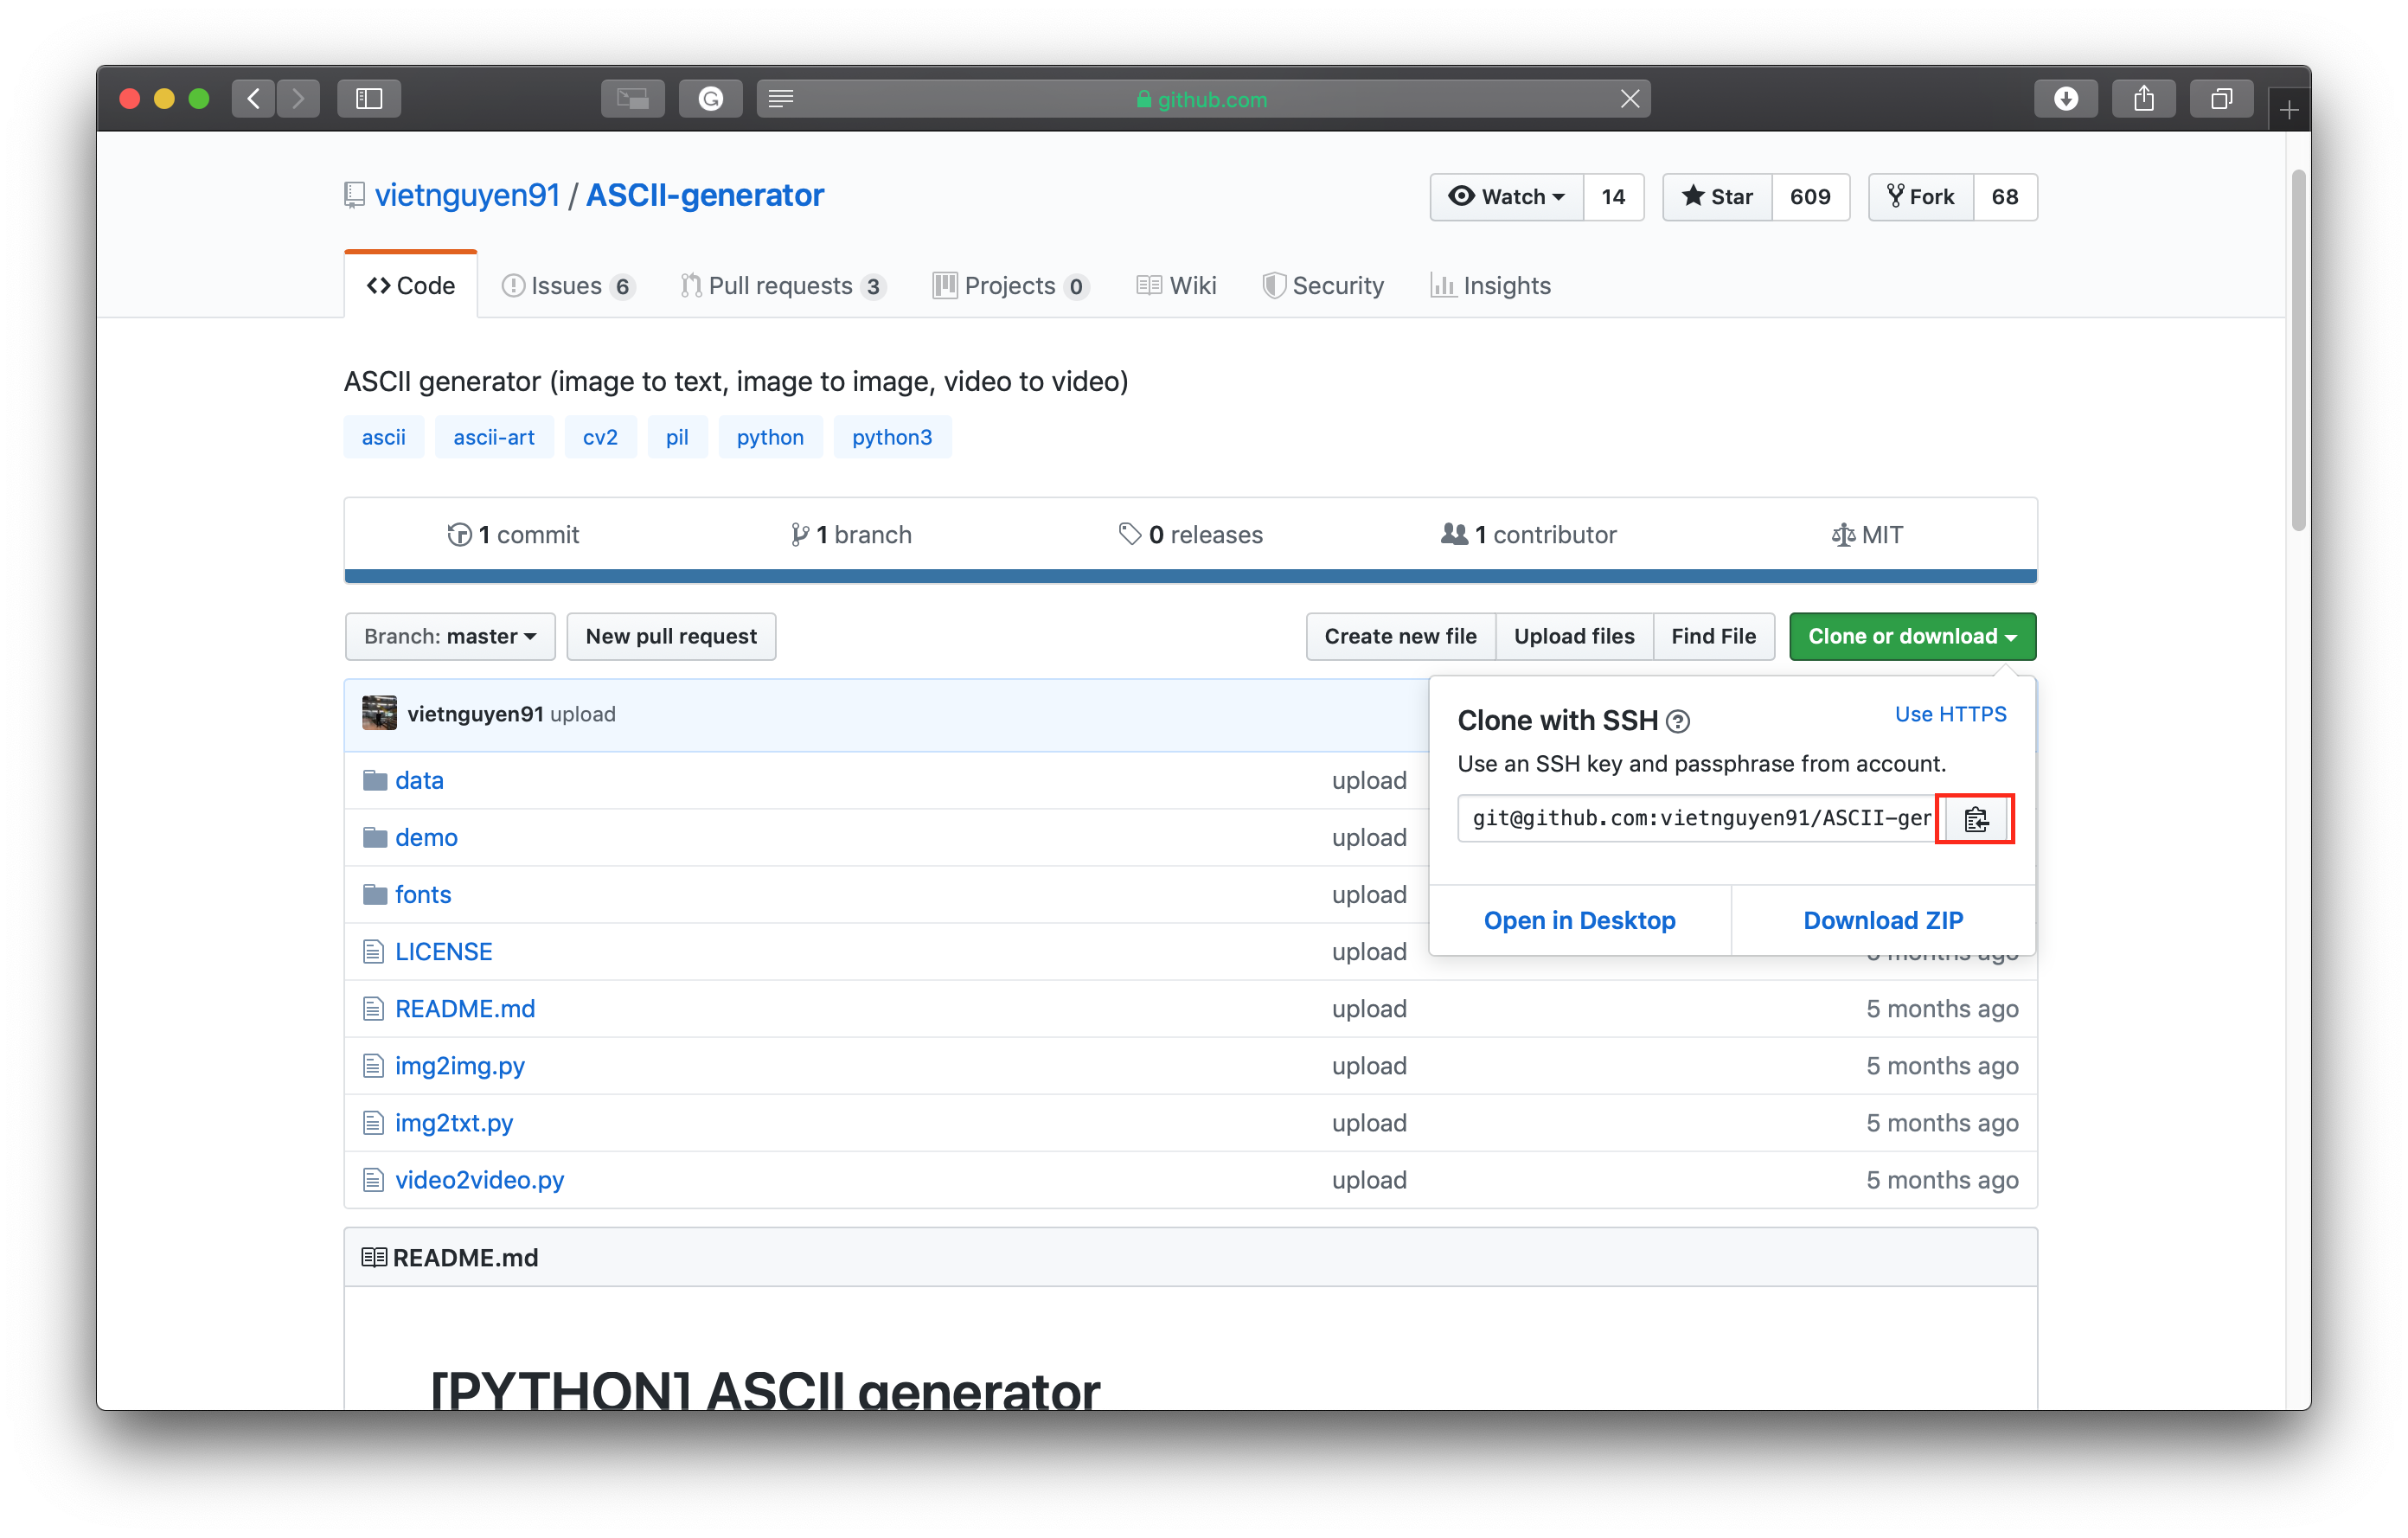 github.com
vietnguyen91 / ASCII-generator
Watch 14 Star 609 Fork 68
Code Issues 6 Pull requests 3 Projects 0 Wiki Security Insights
ASCII generator (image to text, image to image, video to video)
ascii ascii-art cv2 pil python python3
1 commit 1 branch 0 releases 1 contributor MIT
Branch: master New pull request Create new file Upload files Find File Clone or download
vietnguyen91 upload
Clone with SSH Use HTTPS
Use an SSH key and passphrase from account.
git@github.com:vietnguyen91/ASCII-ger
Open in Desktop Download ZIP
data upload
demo upload
fonts upload
LICENSE upload 5 months ago
README.md upload 5 months ago
img2img.py upload 5 months ago
img2txt.py upload 5 months ago
video2video.py upload 5 months ago
README.md
[PYTHON] ASCII generator